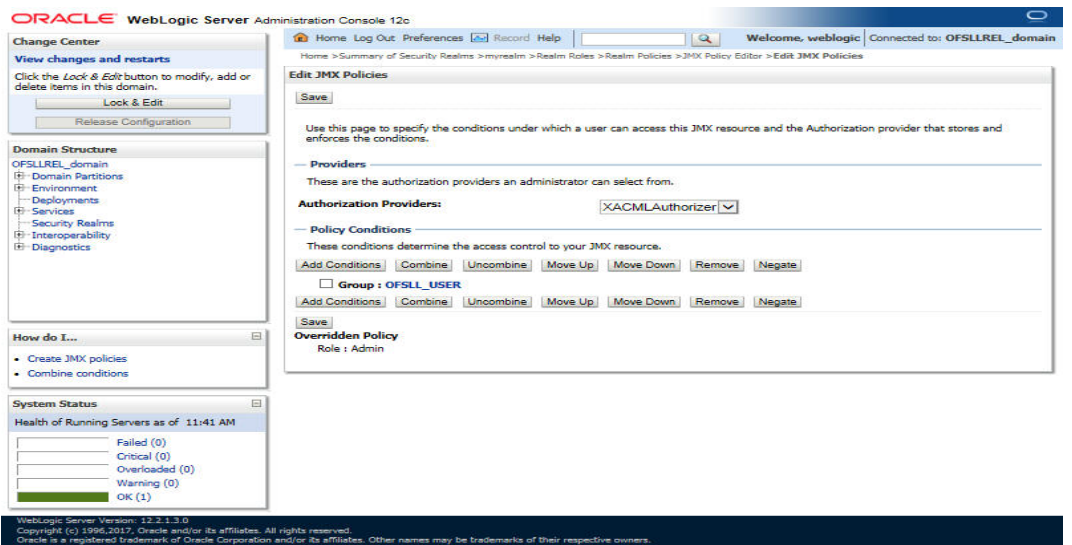 ORACLE WebLogic Server Administration Console 12c
Change Center
View changes and restarts
Click the Lock & Edit button to modify, add or
delete items in this domain.
Lock & Edit
Release Configuration
Domain Structure
OFSLLREL_domain
Domain Partitions
Environment
Deployments
Services
Security Realms
Interoperability
Diagnostics
How do I...
Create JMX policies
Combine conditions
System Status
Health of Running Servers as of 11:41 AM
Failed (0)
Critical (0)
Overloaded (0)
Warning (0)
OK (1)
Home Log Out Preferences Record Help
Welcome, weblogic Connected to: OFSLLREL_domain
Home >Summary of Security Realms >myrealm >Realm Roles >Realm Policies >JMX Policy Editor >Edit JMX Policies
Edit JMX Policies
Save
Use this page to specify the conditions under which a user can access this JMX resource and the Authorization provider that stores and
enforces the conditions.
Providers
These are the authorization providers an administrator can select from.
Authorization Providers: XACMLAuthorizer
Policy Conditions
These conditions determine the access control to your JMX resource.
Add Conditions Combine Uncombine Move Up Move Down Remove Negate
Group : OFSLL_USER
Add Conditions Combine Uncombine Move Up Move Down Remove Negate
Save
Overridden Policy
Role : Admin
WebLogic Server Version: 12.2.1.3.0
Copyright (c) 1996,2017, Oracle and/or its affiliates. All rights reserved.
Oracle is a registered trademark of Oracle Corporation and/or its affiliates. Other names may be trademarks of their respective owners.